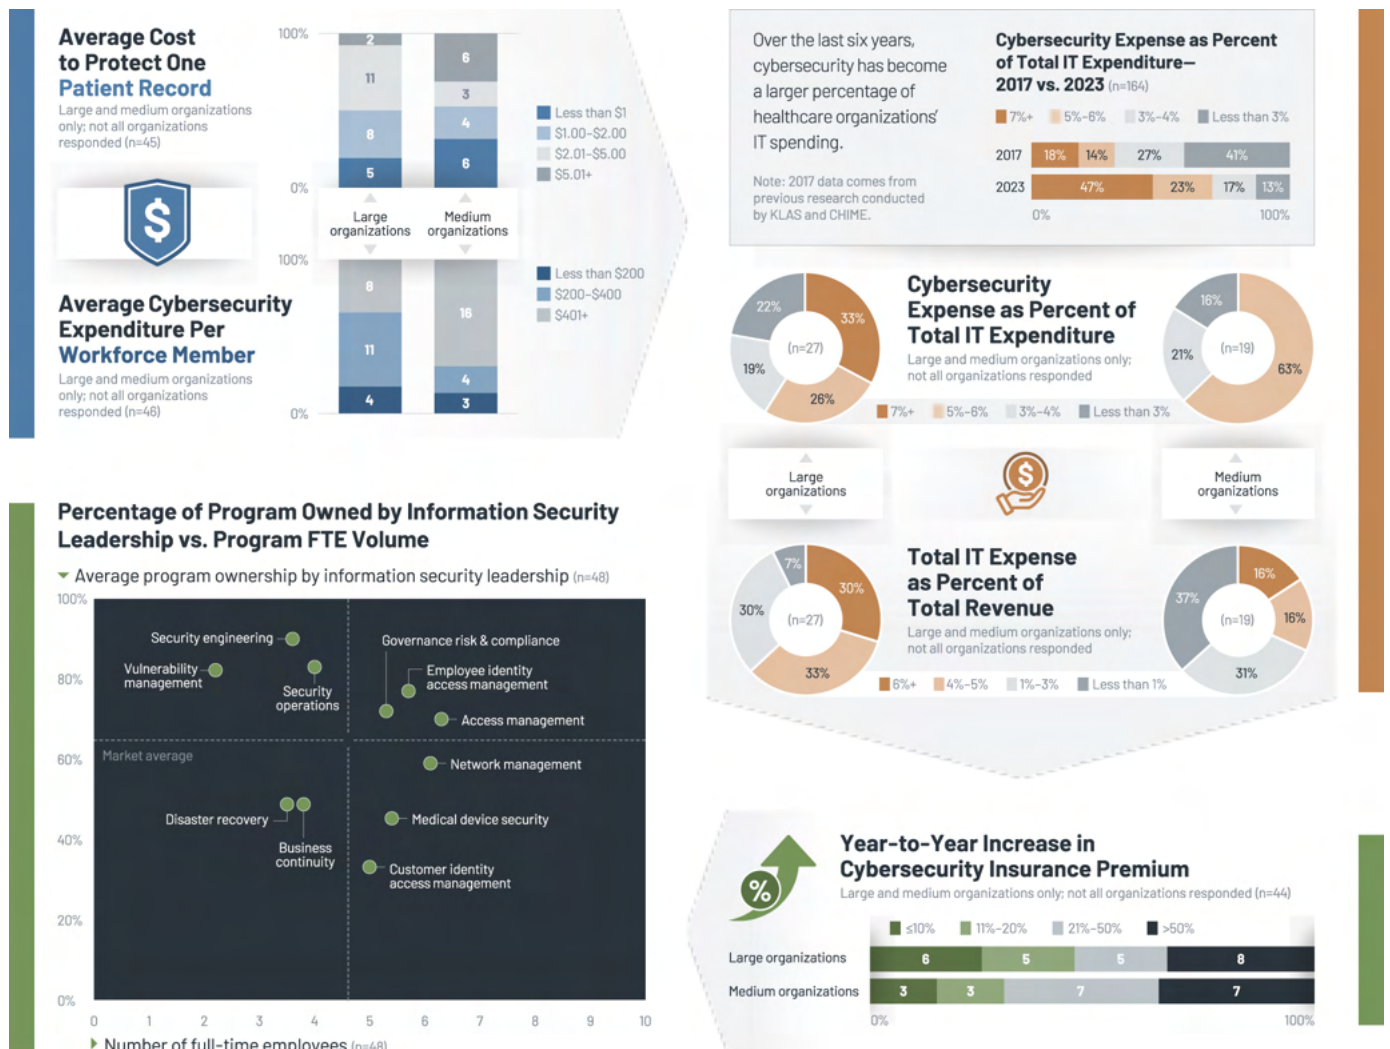 Average Cost
to Protect One
Patient Record
Large and medium organizations
only; not all organizations
responded (n=45)
100%
2
11
8
5
6
3
4
6
0%
Less than $1
$1.00–$2.00
$2.01–$5.00
$5.01+
$
Large
organizations
Medium
organizations
Average Cybersecurity
Expenditure Per
Workforce Member
Large and medium organizations
only; not all organizations
responded (n=46)
100%
8
11
4
16
4
3
0%
Less than $200
$200–$400
$401+
Over the last six years,
cybersecurity has become
a larger percentage of
healthcare organizations'
IT spending.
Note: 2017 data comes from
previous research conducted
by KLAS and CHIME.
Cybersecurity Expense as Percent
of Total IT Expenditure—
2017 vs. 2023 (n=164)
7%+ 5%–6% 3%–4% Less than 3%
2017 18% 14% 27% 41%
2023 47% 23% 17% 13%
0% 100%
Cybersecurity
Expense as Percent of
Total IT Expenditure
Large and medium organizations only;
not all organizations responded
22%
33%
(n=27)
19%
26%
16%
21%
(n=19)
63%
7%+ 5%–6% 3%–4% Less than 3%
Large
organizations
$
Medium
organizations
Total IT Expense
as Percent of
Total Revenue
Large and medium organizations only;
not all organizations responded
7%
30%
30%
(n=27)
33%
16%
37%
(n=19)
16%
31%
6%+ 4%–5% 1%–3% Less than 1%
Percentage of Program Owned by Information Security
Leadership vs. Program FTE Volume
Average program ownership by information security leadership (n=48)
100%
80%
60%
40%
20%
0%
Security engineering
Vulnerability
management
Security
operations
Governance risk & compliance
Employee identity
access management
Access management
Market average
Network management
Disaster recovery
Business
continuity
Medical device security
Customer identity
access management
0 1 2 3 4 5 6 7 8 9 10
Number of full-time employees (n=48)
%
Year-to-Year Increase in
Cybersecurity Insurance Premium
Large and medium organizations only; not all organizations responded (n=44)
≤10% 11%–20% 21%–50% >50%
Large organizations 6 5 5 8
Medium organizations 3 3 7 7
0% 100%